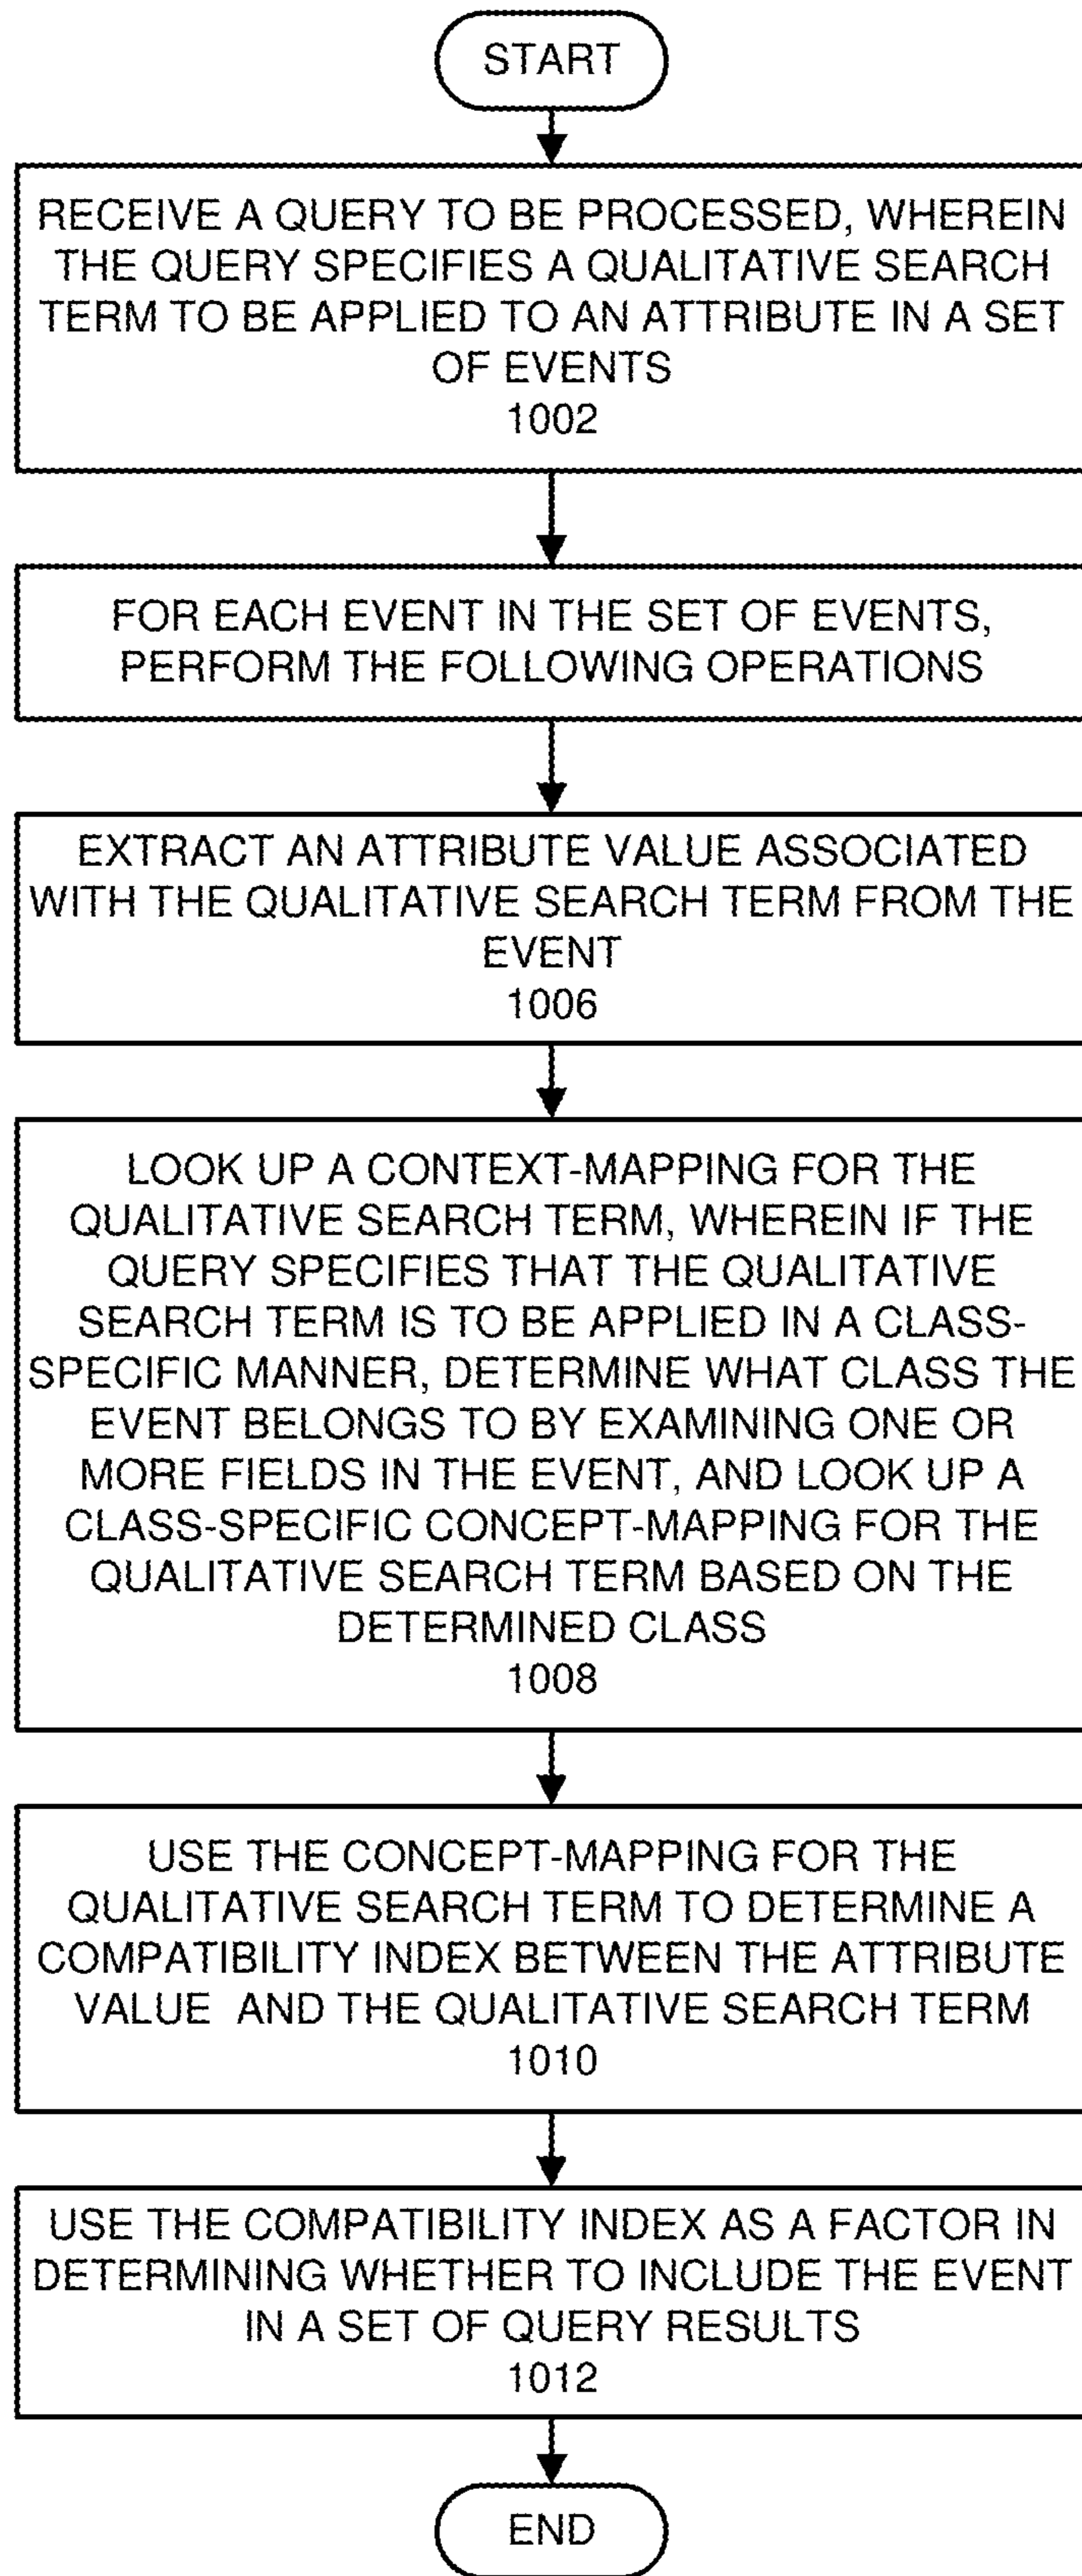 START
RECEIVE A QUERY TO BE PROCESSED, WHEREIN
THE QUERY SPECIFIES A QUALITATIVE SEARCH
TERM TO BE APPLIED TO AN ATTRIBUTE IN A SET
OF EVENTS
1002
FOR EACH EVENT IN THE SET OF EVENTS,
PERFORM THE FOLLOWING OPERATIONS
EXTRACT AN ATTRIBUTE VALUE ASSOCIATED
WITH THE QUALITATIVE SEARCH TERM FROM THE
EVENT
1006
LOOK UP A CONTEXT-MAPPING FOR THE
QUALITATIVE SEARCH TERM, WHEREIN IF THE
QUERY SPECIFIES THAT THE QUALITATIVE
SEARCH TERM IS TO BE APPLIED IN A CLASS-
SPECIFIC MANNER, DETERMINE WHAT CLASS THE
EVENT BELONGS TO BY EXAMINING ONE OR
MORE FIELDS IN THE EVENT, AND LOOK UP A
CLASS-SPECIFIC CONCEPT-MAPPING FOR THE
QUALITATIVE SEARCH TERM BASED ON THE
DETERMINED CLASS
1008
USE THE CONCEPT-MAPPING FOR THE
QUALITATIVE SEARCH TERM TO DETERMINE A
COMPATIBILITY INDEX BETWEEN THE ATTRIBUTE
VALUE  AND THE QUALITATIVE SEARCH TERM
1010
USE THE COMPATIBILITY INDEX AS A FACTOR IN
DETERMINING WHETHER TO INCLUDE THE EVENT
IN A SET OF QUERY RESULTS
1012
END